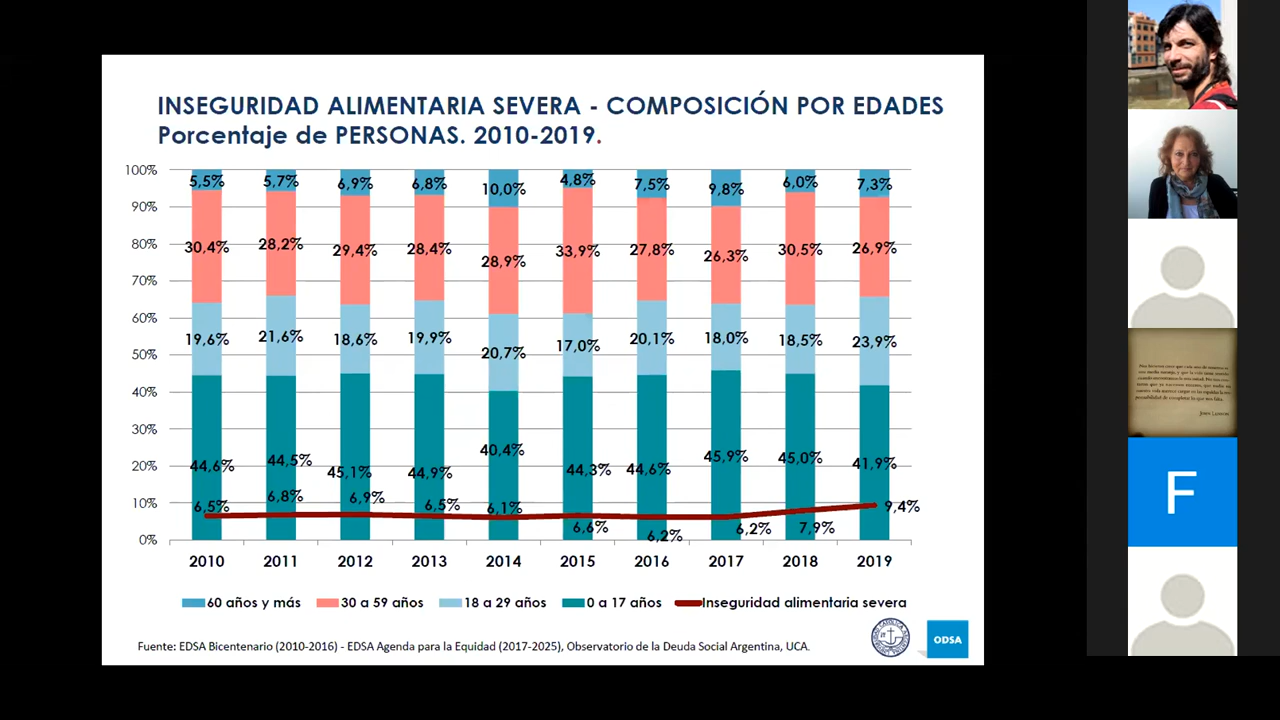 INSEGURIDAD ALIMENTARIA SEVERA - COMPOSICIÓN POR EDADES
Porcentaje de PERSONAS. 2010-2019.
100%
90%
80%
70%
60%
50%
40%
30%
20%
10%
0%
5,5% 5,7% 6,9% 6,8% 10,0% 4,8% 7,5% 9,8% 6,0% 7,3%
30,4% 28,2% 29,4% 28,4% 28,9% 33,9% 27,8% 26,3% 30,5% 26,9%
19,6% 21,6% 18,6% 19,9% 20,7% 17,0% 20,1% 18,0% 18,5% 23,9%
44,6% 44,5% 45,1% 44,9% 40,4% 44,3% 44,6% 45,9% 45,0% 41,9%
6,5% 6,8% 6,9% 6,5% 6,1% 6,6% 6,2% 6,2% 7,9% 9,4%
2010 2011 2012 2013 2014 2015 2016 2017 2018 2019
60 años y más 30 a 59 años 18 a 29 años 0 a 17 años Inseguridad alimentaria severa
Fuente: EDSA Bicentenario (2010-2016) - EDSA Agenda para la Equidad (2017-2025), Observatorio de la Deuda Social Argentina, UCA.
ODSA
F